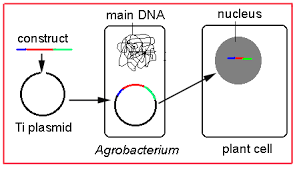 main DNA
nucleus
construct
Ti plasmid
Agrobacterium
plant cell